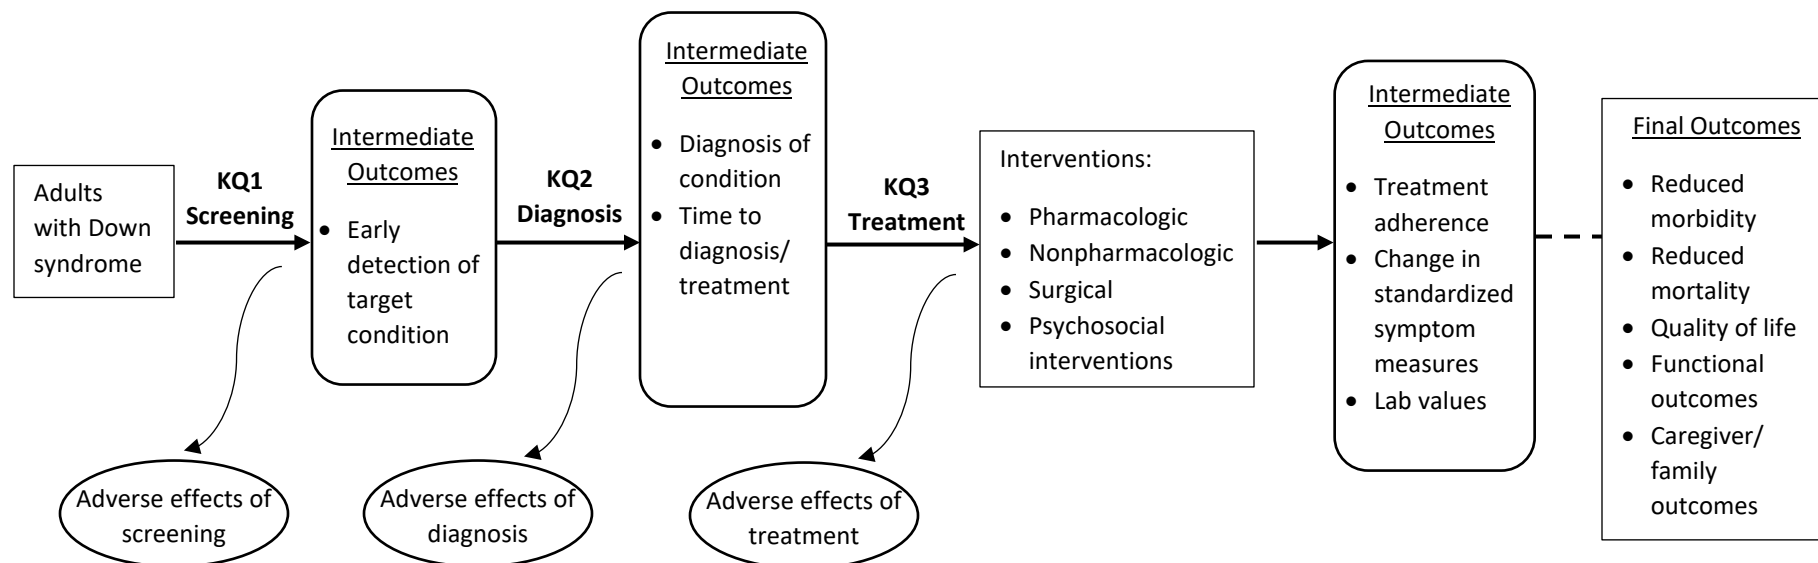 Adults
with Down
syndrome
KQ1
Screening
Intermediate
Outcomes
• Early
detection of
target
condition
KQ2
Diagnosis
Intermediate
Outcomes
• Diagnosis of
condition
• Time to
diagnosis/
treatment
KQ3
Treatment
Interventions:
• Pharmacologic
• Nonpharmacologic
• Surgical
• Psychosocial
interventions
Intermediate
Outcomes
• Treatment
adherence
• Change in
standardized
symptom
measures
• Lab values
Final Outcomes
• Reduced
morbidity
• Reduced
mortality
• Quality of life
• Functional
outcomes
• Caregiver/
family
outcomes
Adverse effects of
screening
Adverse effects of
diagnosis
Adverse effects of
treatment